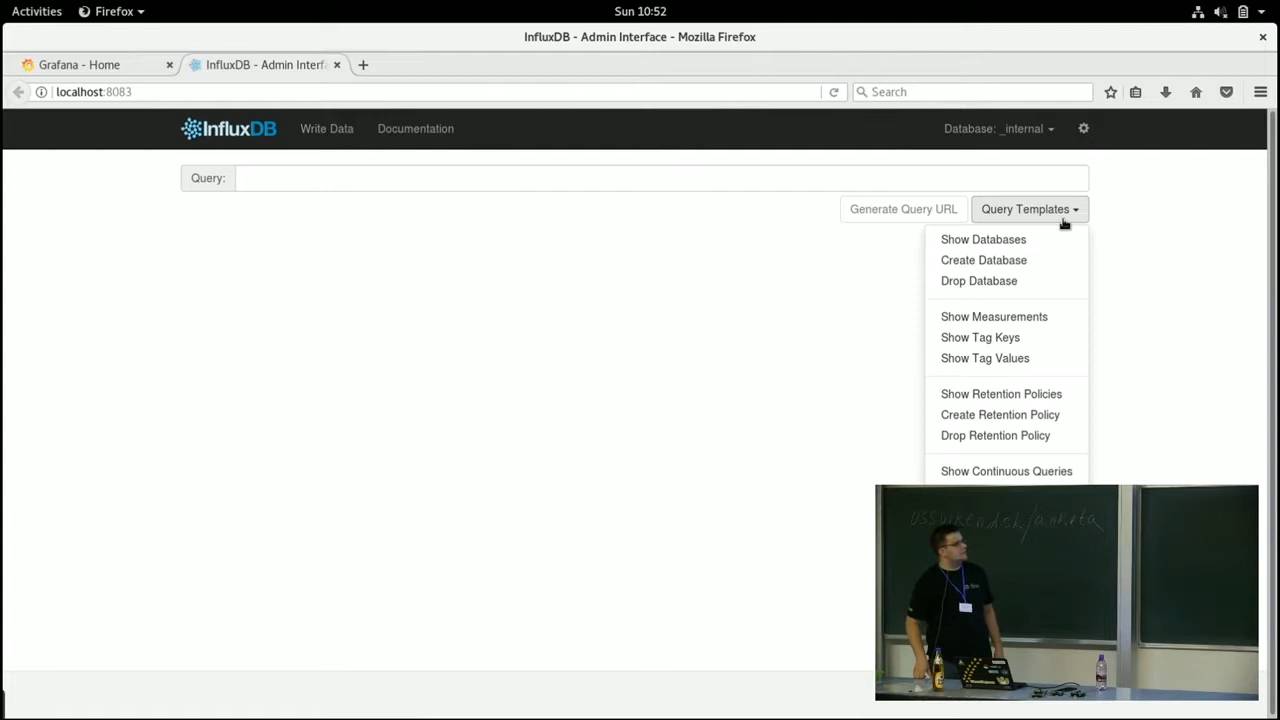 Activities Firefox Sun 10:52
InfluxDB - Admin Interface - Mozilla Firefox
Grafana - Home InfluxDB - Admin Interf
localhost:8083 Search
InfluxDB Write Data Documentation Database: _internal
Query:
Generate Query URL Query Templates
Show Databases
Create Database
Drop Database
Show Measurements
Show Tag Keys
Show Tag Values
Show Retention Policies
Create Retention Policy
Drop Retention Policy
Show Continuous Queries
/anketa